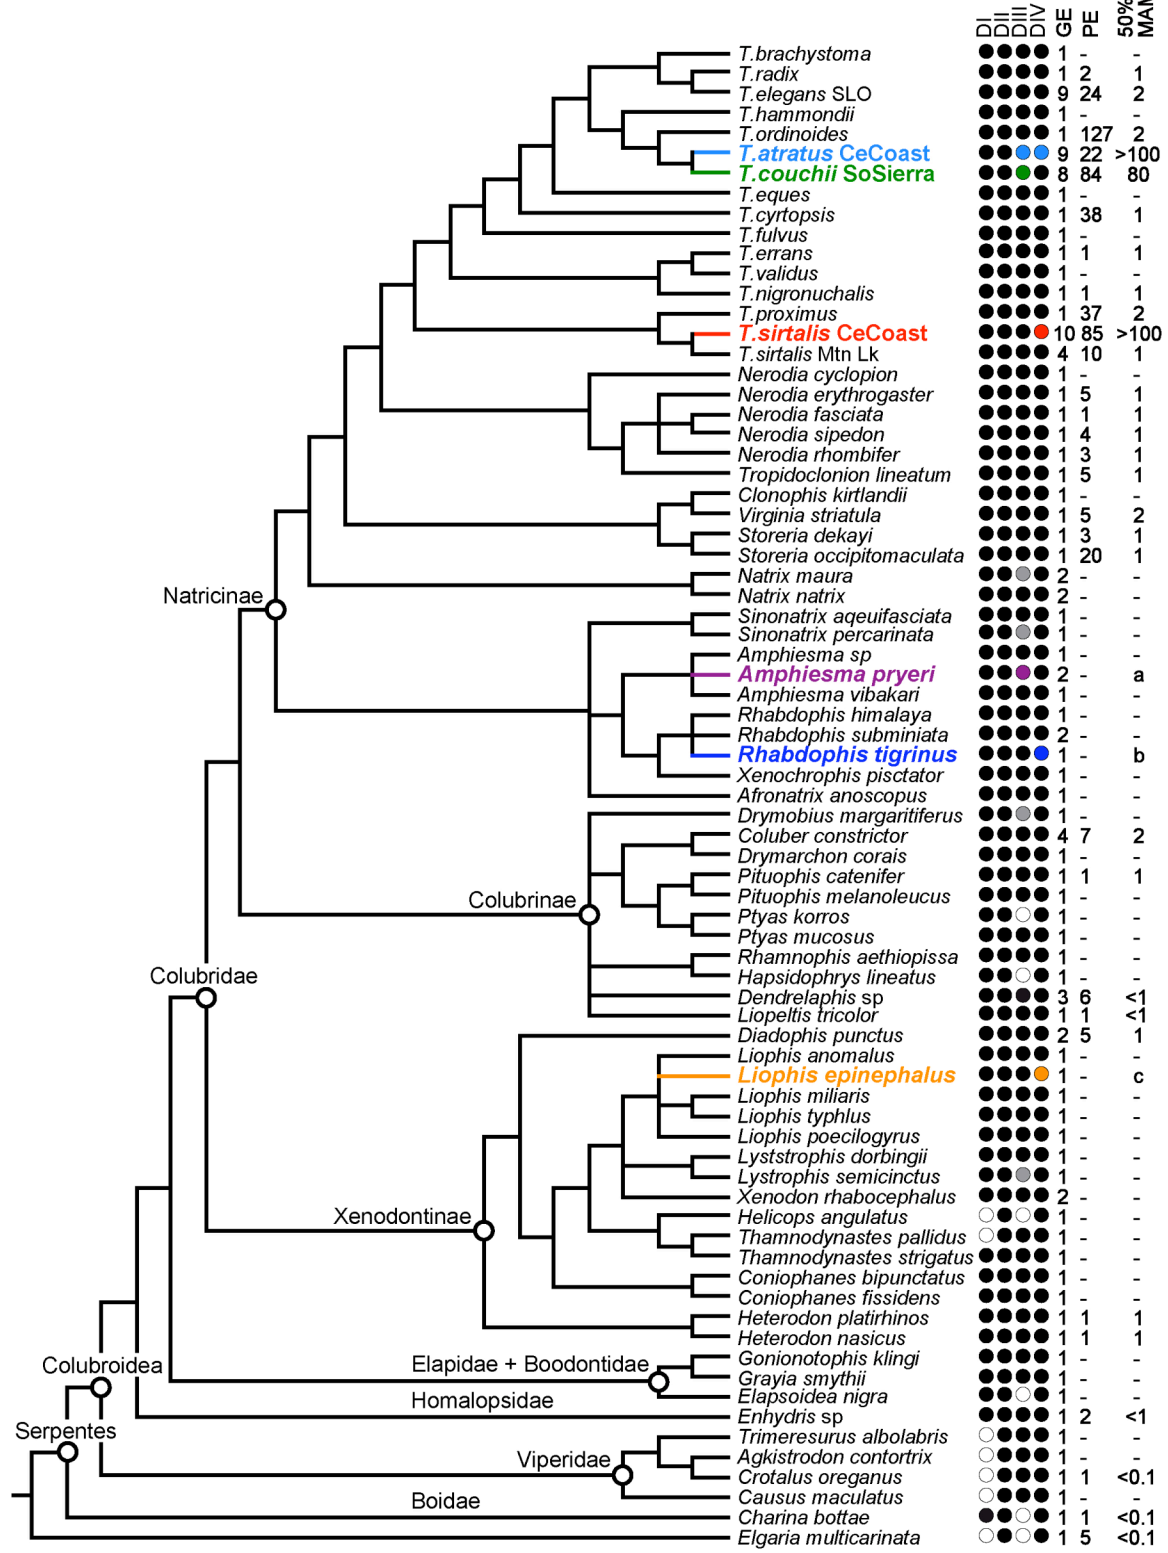 DI DII DIII DIV GE PE 50% MAM
T.brachystoma 1 - -
T.radix 1 2 1
T.elegans SLO 9 24 2
T.hammondii 1 - -
T.ordinoides 1 127 2
T.atratus CeCoast 9 22 >100
T.couchii SoSierra 8 84 80
T.eques 1 - -
T.cyrtopsis 1 38 1
T.fulvus 1 - -
T.errans 1 1 1
T.validus 1 - -
T.nigronuchalis 1 1 1
T.proximus 1 37 2
T.sirtalis CeCoast 10 85 >100
T.sirtalis Mtn Lk 4 10 1
Nerodia cyclopion 1 - -
Nerodia erythrogaster 1 5 1
Nerodia fasciata 1 1 1
Nerodia sipedon 1 4 1
Nerodia rhombifer 1 3 1
Tropidoclonion lineatum 1 5 1
Clonophis kirtlandii 1 - -
Virginia striatula 1 5 2
Storeria dekayi 1 3 1
Storeria occipitomaculata 1 20 1
Natrix maura 2 - -
Natricinae
Natrix natrix 2 - -
Sinonatrix aqeuifasciata 1 - -
Sinonatrix percarinata 1 - -
Amphiesma sp 1 - -
Amphiesma pryeri 2 - a
Amphiesma vibakari 1 - -
Rhabdophis himalaya 1 - -
Rhabdophis subminiata 2 - -
Rhabdophis tigrinus 1 - b
Xenochrophis pisctator 1 - -
Afronatrix anoscopus 1 - -
Drymobius margaritiferus 1 - -
Coluber constrictor 4 7 2
Drymarchon corais 1 - -
Pituophis catenifer 1 1 1
Pituophis melanoleucus 1 - -
Colubrinae
Ptyas korros 1 - -
Ptyas mucosus 1 - -
Rhamnophis aethiopissa 1 - -
Colubridae
Hapsidophrys lineatus 1 - -
Dendrelaphis sp 3 6 <1
Liopeltis tricolor 1 1 <1
Diadophis punctus 2 5 1
Liophis anomalus 1 - -
Liophis epinephalus 1 - c
Liophis miliaris 1 - -
Liophis typhlus 1 - -
Liophis poecilogyrus 1 - -
Lyststrophis dorbingii 1 - -
Lystrophis semicinctus 1 - -
Xenodon rhabocephalus 2 - -
Xenodontinae
Helicops angulatus 1 - -
Thamnodynastes pallidus 1 - -
Thamnodynastes strigatus 1 - -
Coniophanes bipunctatus 1 - -
Coniophanes fissidens 1 - -
Heterodon platirhinos 1 1 1
Heterodon nasicus 1 1 1
Colubroidea
Elapidae + Boodontidae
Gonionotophis klingi 1 - -
Grayia smythii 1 - -
Elapsoidea nigra 1 - -
Homalopsidae
Enhydris sp 1 2 <1
Serpentes
Trimeresurus albolabris 1 - -
Viperidae
Agkistrodon contortrix 1 - -
Crotalus oreganus 1 1 <0.1
Causus maculatus 1 - -
Boidae
Charina bottae 1 1 <0.1
Elgaria multicarinata 1 5 <0.1